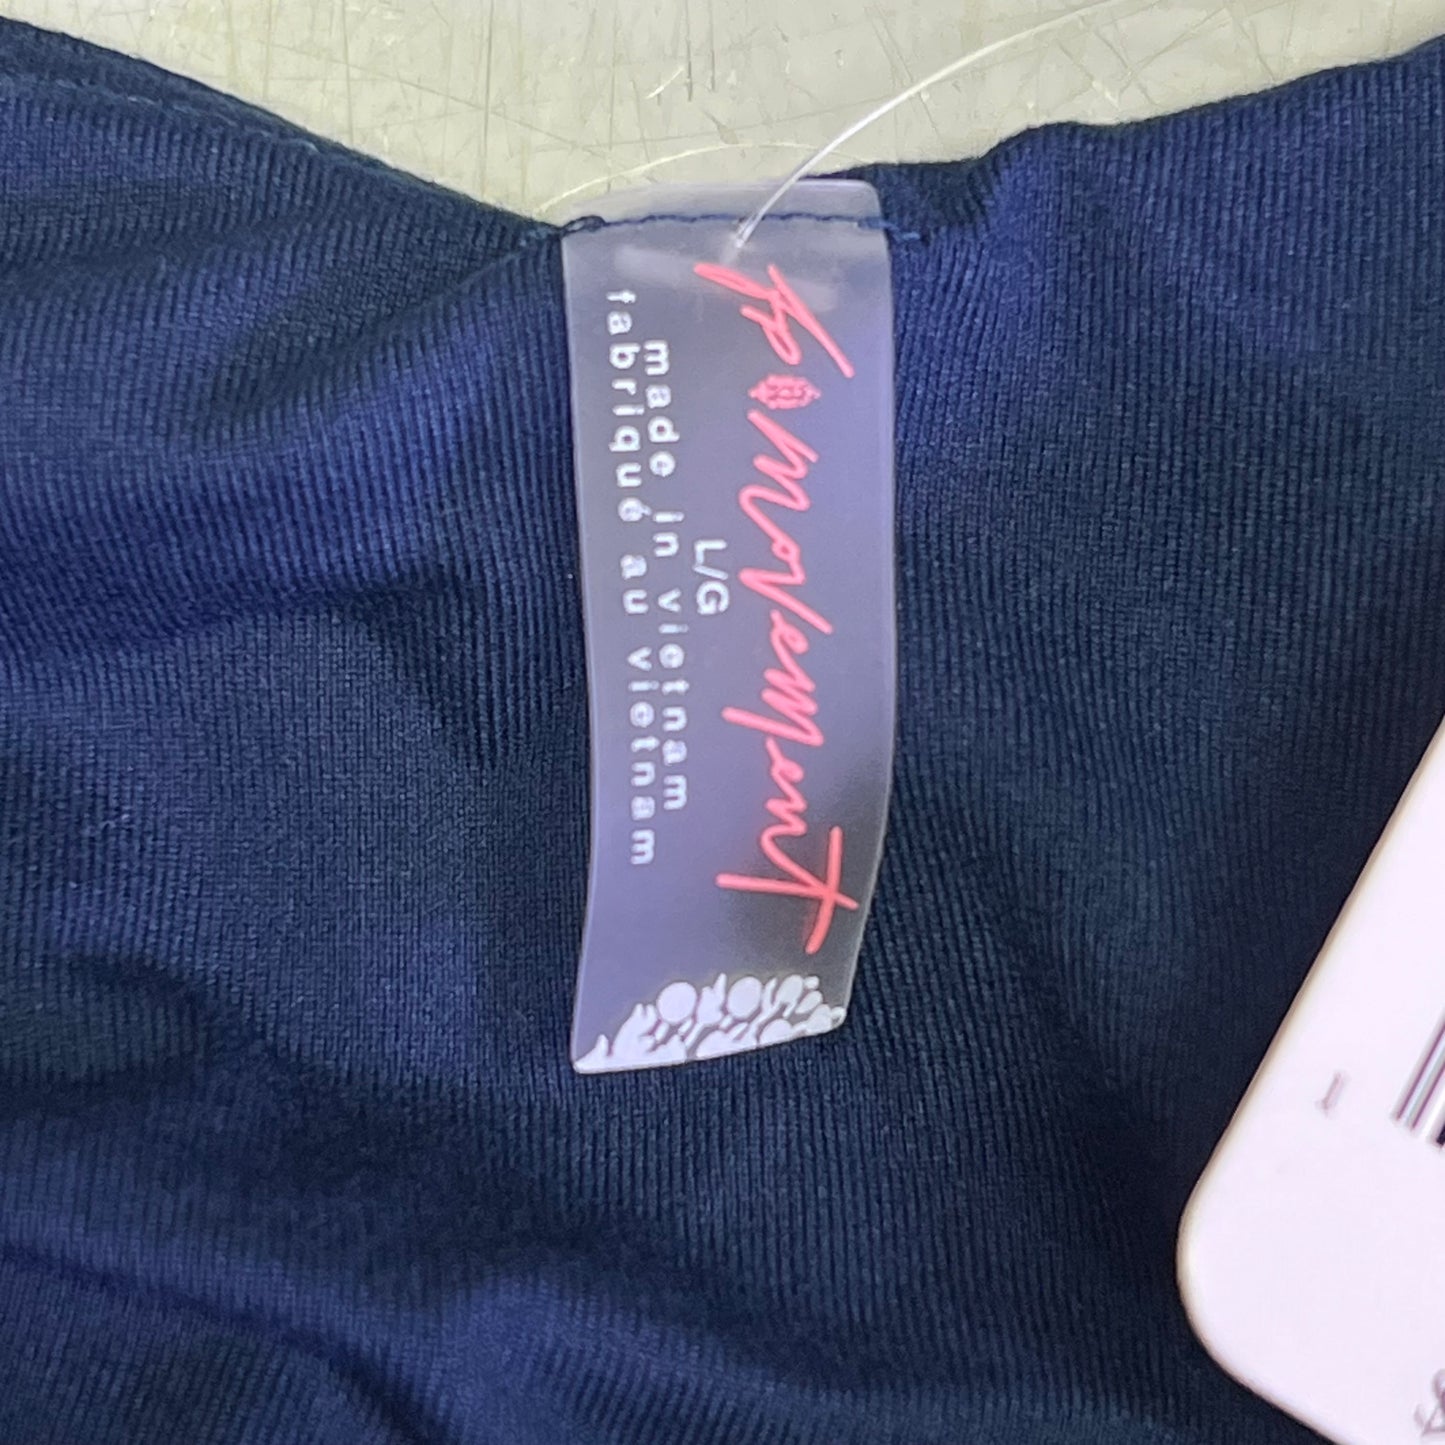 fp movement
L/G
made in vietnam
fabriqué au vietnam